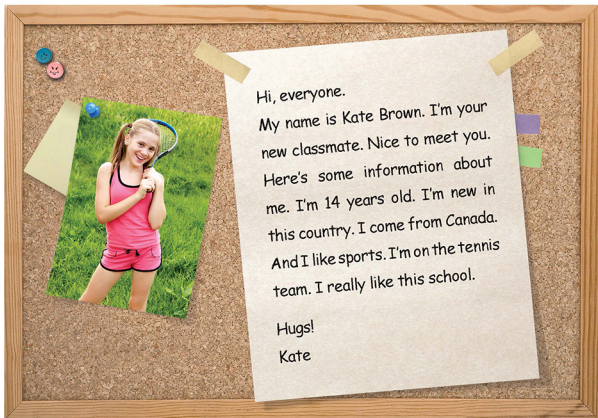 Hi, everyone.
My name is Kate Brown. I'm your
new classmate. Nice to meet you.
Here's some information about
me. I'm 14 years old. I'm new in
this country. I come from Canada.
And I like sports. I'm on the tennis
team. I really like this school.
Hugs!
Kate